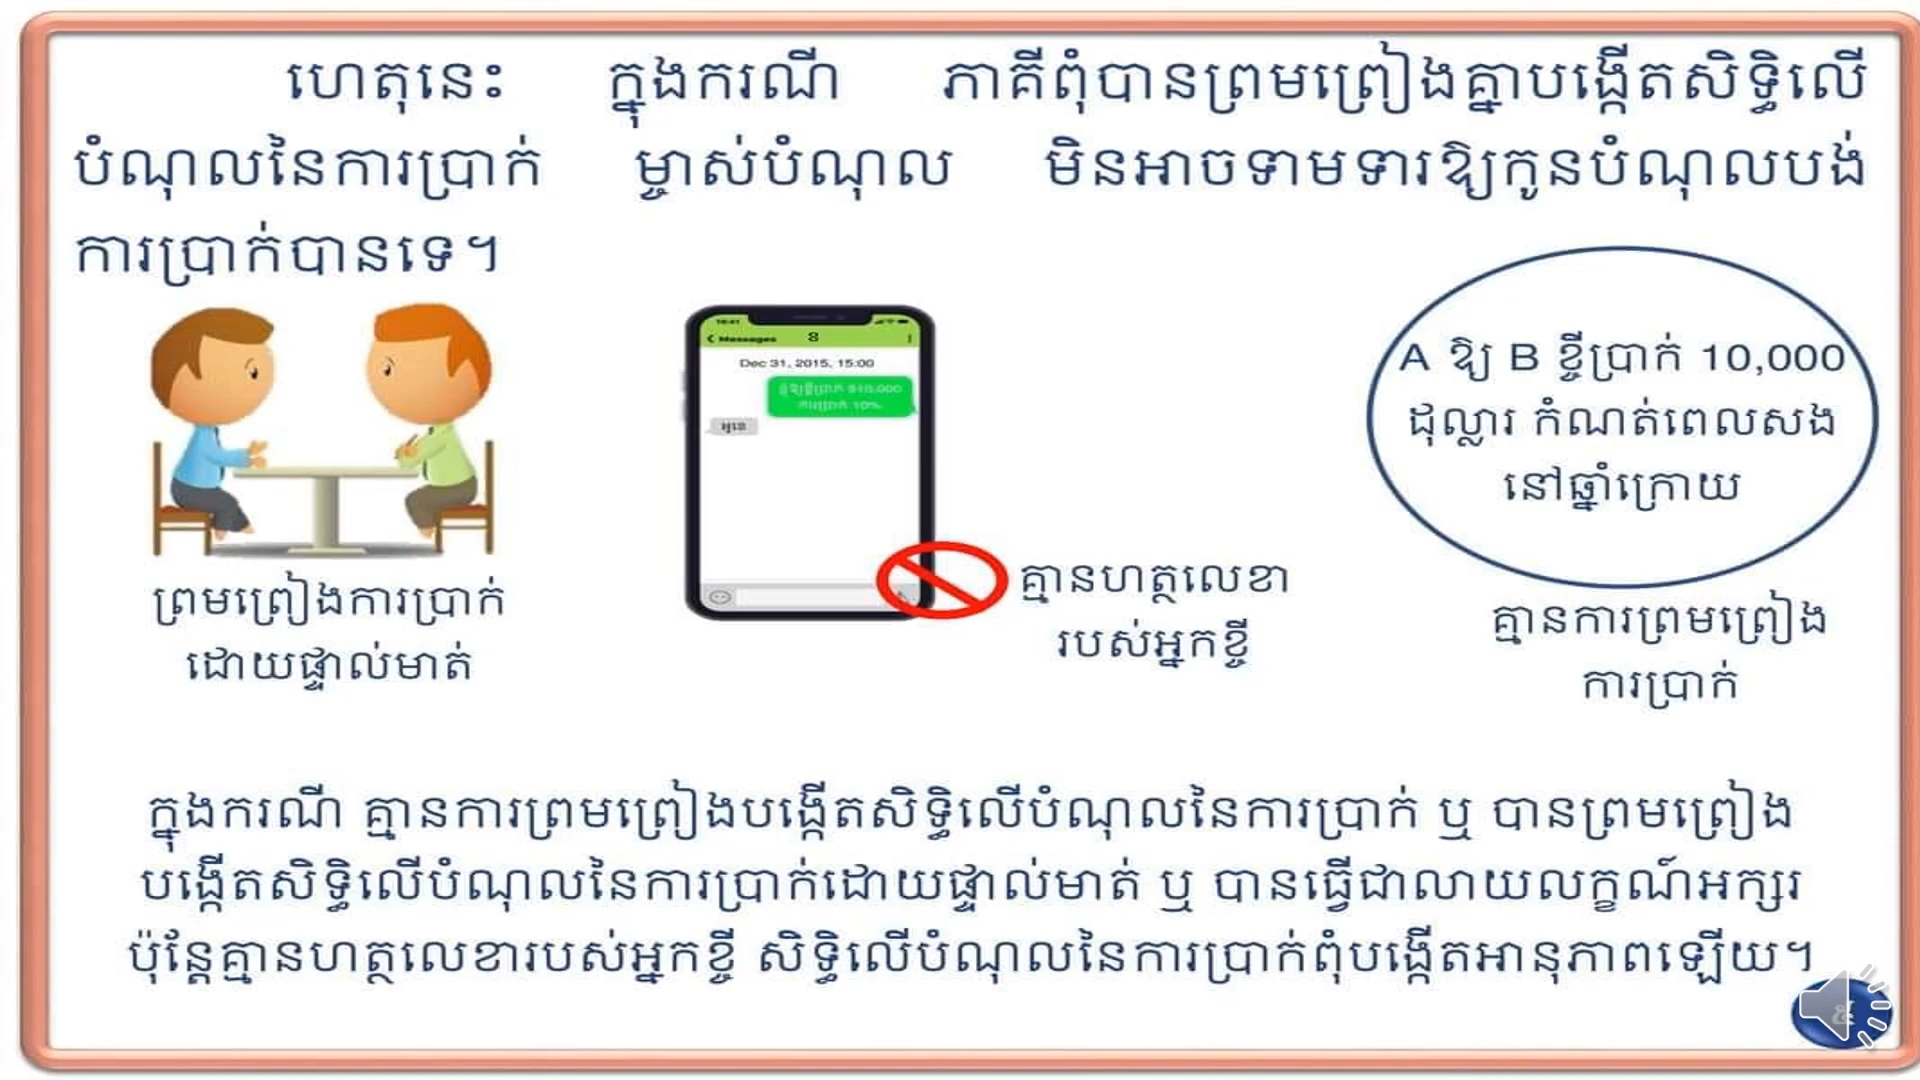 ហេតុនេះ ក្នុងករណី ភាគីពុំបានព្រមព្រៀងគ្នាបង្កើតសិទ្ធិលើ
បំណុលនៃការប្រាក់ ម្ចាស់បំណុល មិនអាចទាមទារឱ្យកូនបំណុលបង់
ការប្រាក់បានទេ។
ព្រមព្រៀងការប្រាក់
ដោយផ្ទាល់មាត់
16:41
Messages 8
Dec 31, 2015, 15:00
ការប្រាក់ 10%
គ្មានហត្ថលេខា
របស់អ្នកខ្ចី
A ឱ្យ B ខ្ចីប្រាក់ 10,000
ដុល្លារ កំណត់ពេលសង
នៅឆ្នាំក្រោយ
គ្មានការព្រមព្រៀង
ការប្រាក់
ក្នុងករណី គ្មានការព្រមព្រៀងបង្កើតសិទ្ធិលើបំណុលនៃការប្រាក់ ឬ បានព្រមព្រៀង
បង្កើតសិទ្ធិលើបំណុលនៃការប្រាក់ដោយផ្ទាល់មាត់ ឬ បានធ្វើជាលាយលក្ខណ៍អក្សរ
ប៉ុន្តែគ្មានហត្ថលេខារបស់អ្នកខ្ចី សិទ្ធិលើបំណុលនៃការប្រាក់ពុំបង្កើតអានុភាពឡើយ។